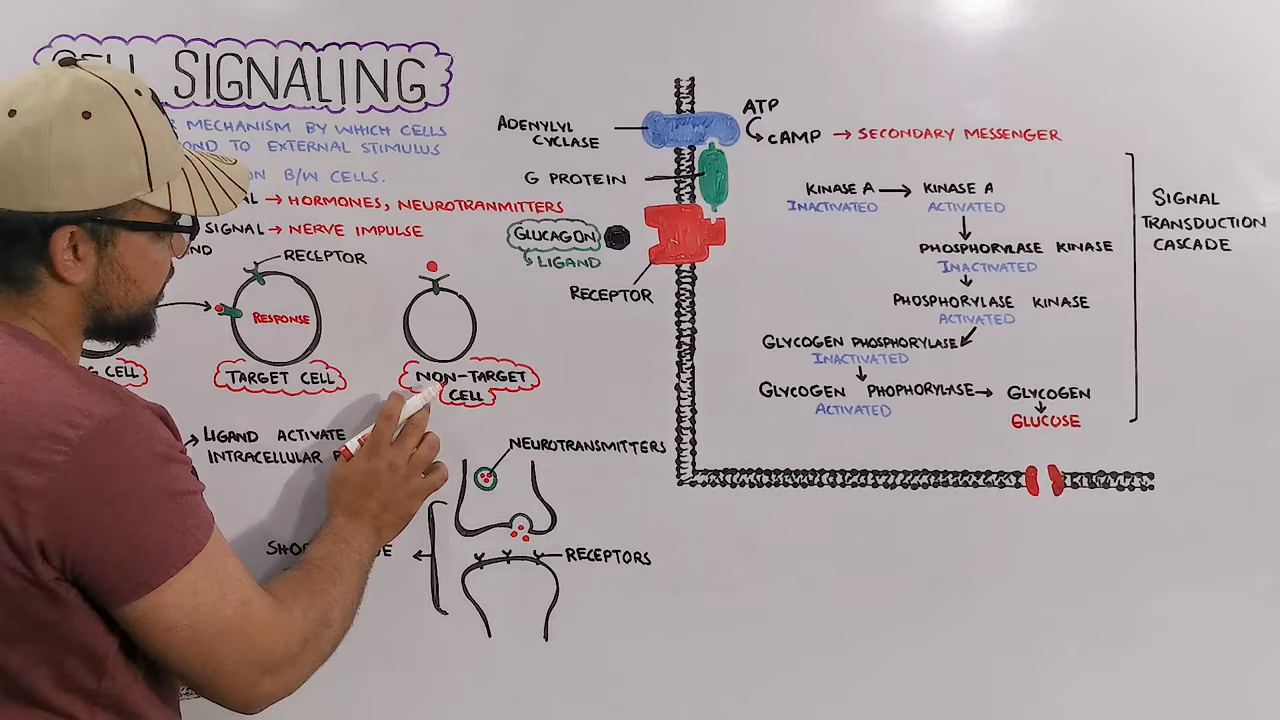 SIGNALING
MECHANISM BY WHICH CELLS
TO EXTERNAL STIMULUS
B/W CELLS.
→ HORMONES, NEUROTRANMITTERS
SIGNAL → NERVE IMPULSE
RECEPTOR
RESPONSE
CELL
TARGET CELL
NON-TARGET
CELL
→ LIGAND ACTIVATE
INTRACELLULAR
NEUROTRANSMITTERS
RECEPTORS
ADENYLYL
CYCLASE
G PROTEIN
GLUCAGON
LIGAND
RECEPTOR
ATP
cAMP → SECONDARY MESSENGER
KINASE A → KINASE A
INACTIVATED ACTIVATED
PHOSPHORYLASE KINASE
INACTIVATED
PHOSPHORYLASE KINASE
ACTIVATED
GLYCOGEN PHOSPHORYLASE
INACTIVATED
GLYCOGEN PHOPHORYLASE → GLYCOGEN
ACTIVATED
GLUCOSE
SIGNAL
TRANSDUCTION
CASCADE